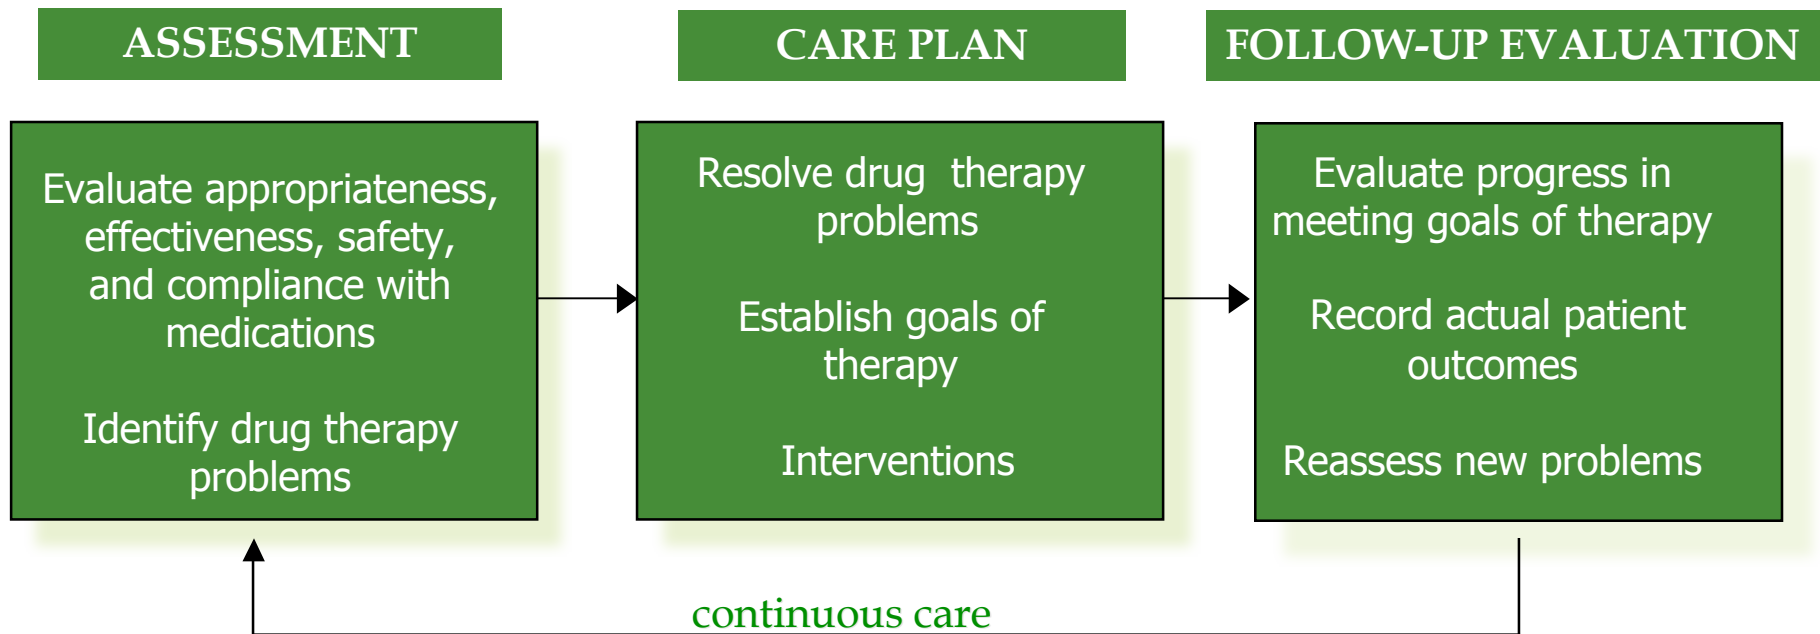 ASSESSMENT
CARE PLAN
FOLLOW-UP EVALUATION
Evaluate appropriateness,
effectiveness, safety,
and compliance with
medications
Identify drug therapy
problems
Resolve drug therapy
problems
Establish goals of
therapy
Interventions
Evaluate progress in
meeting goals of therapy
Record actual patient
outcomes
Reassess new problems
continuous care